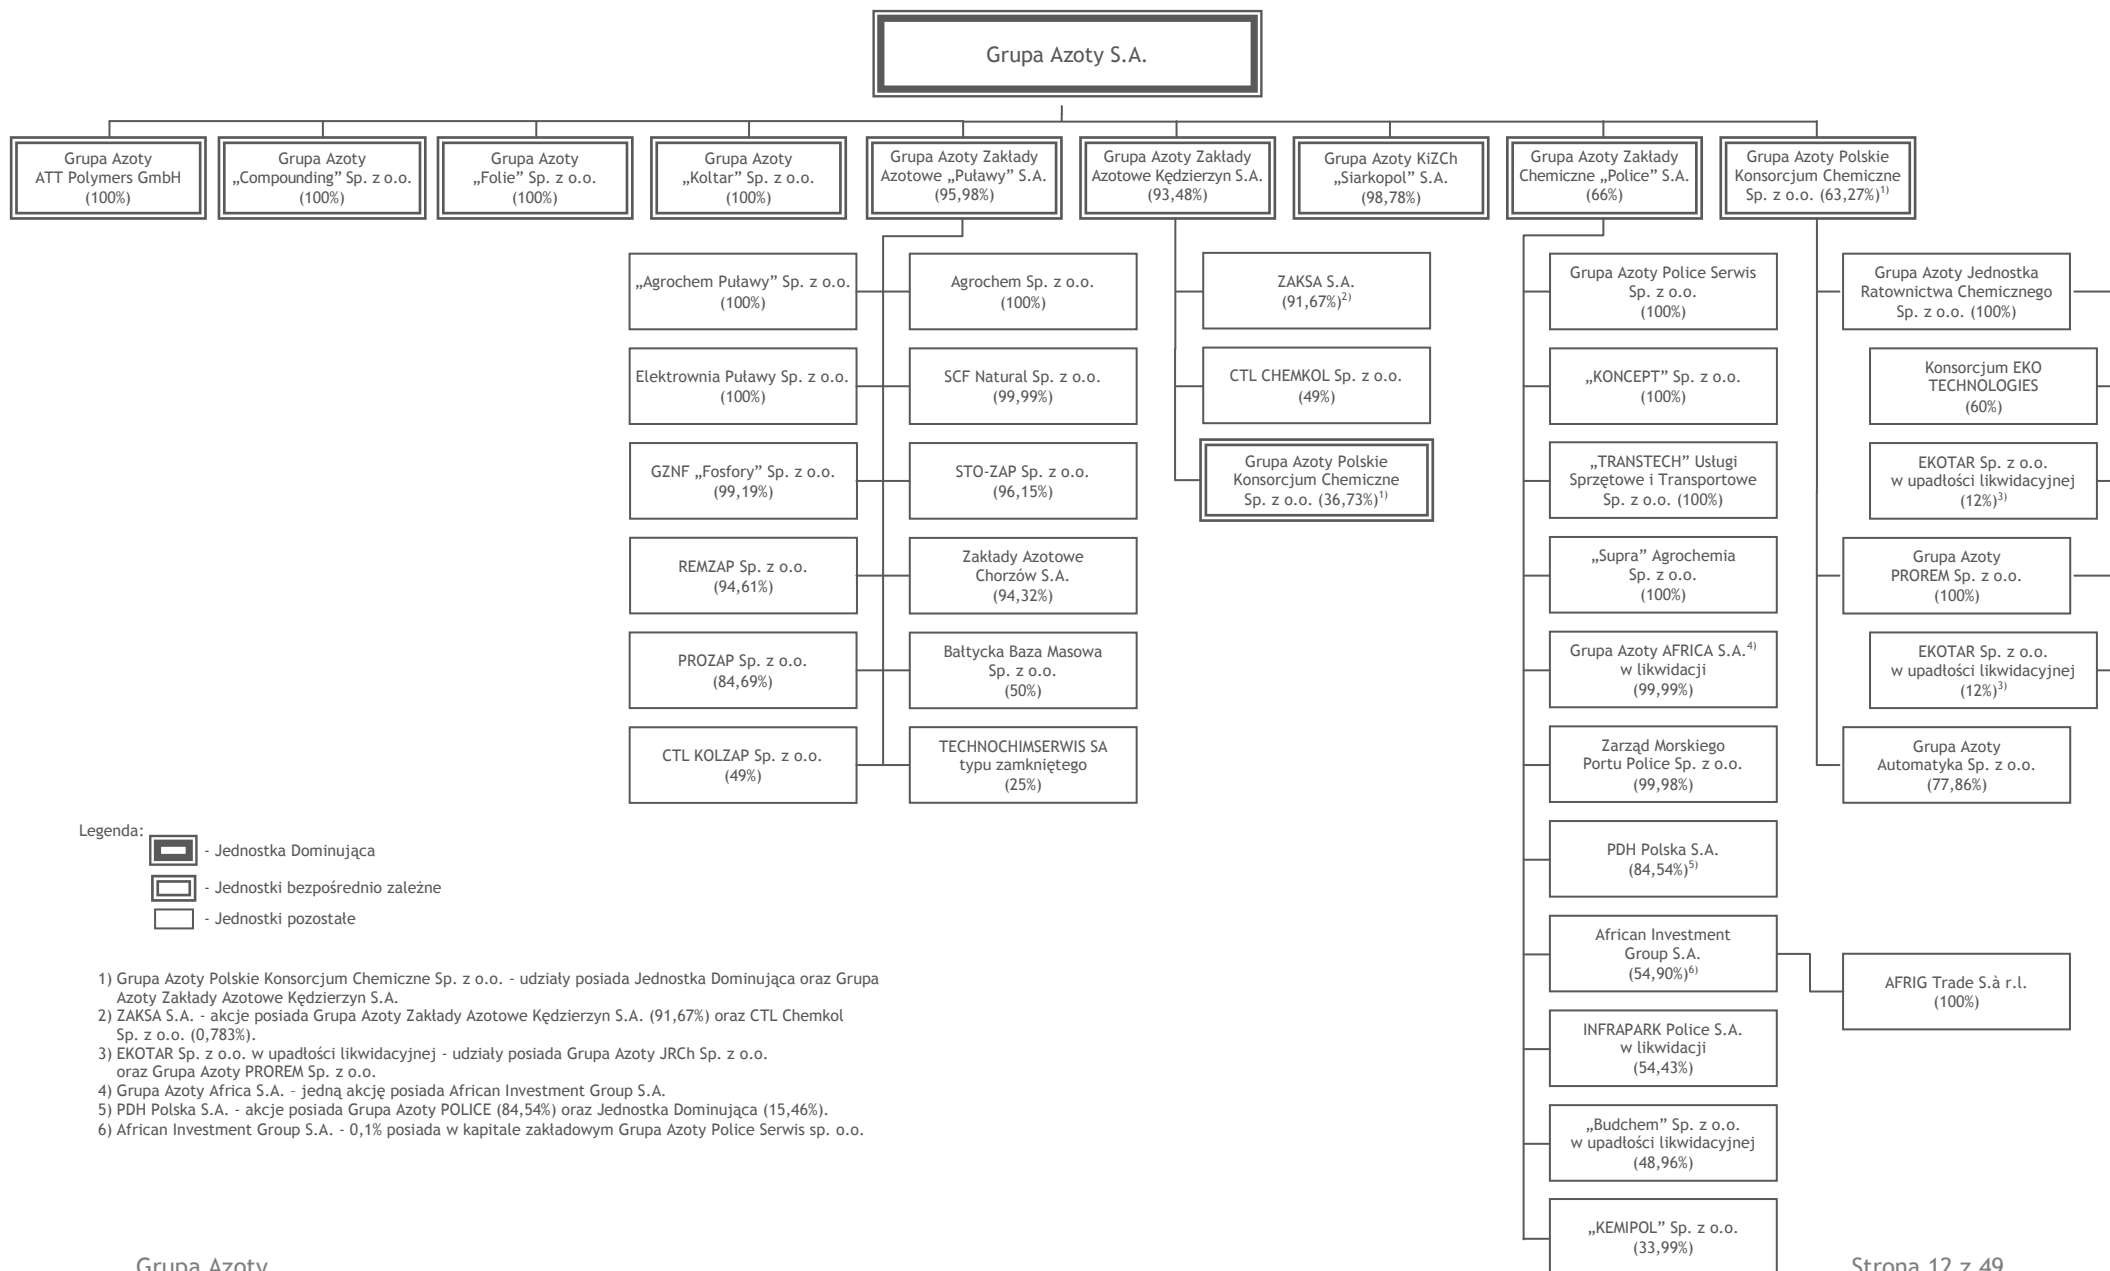 Grupa Azoty S.A.
Grupa Azoty
ATT Polymers GmbH
(100%)
Grupa Azoty
„Compounding” Sp. z o.o.
(100%)
Grupa Azoty
„Folie” Sp. z o.o.
(100%)
Grupa Azoty
„Koltar” Sp. z o.o.
(100%)
Grupa Azoty Zakłady
Azotowe „Puławy” S.A.
(95,98%)
Grupa Azoty Zakłady
Azotowe Kędzierzyn S.A.
(93,48%)
Grupa Azoty KiZCh
„Siarkopol” S.A.
(98,78%)
Grupa Azoty Zakłady
Chemiczne „Police” S.A.
(66%)
Grupa Azoty Polskie
Konsorcjum Chemiczne
Sp. z o.o. (63,27%)1)
„Agrochem Puławy” Sp. z o.o.
(100%)
Elektrownia Puławy Sp. z o.o.
(100%)
GZNF „Fosfory” Sp. z o.o.
(99,19%)
REMZAP Sp. z o.o.
(94,61%)
PROZAP Sp. z o.o.
(84,69%)
CTL KOLZAP Sp. z o.o.
(49%)
Agrochem Sp. z o.o.
(100%)
SCF Natural Sp. z o.o.
(99,99%)
STO-ZAP Sp. z o.o.
(96,15%)
Zakłady Azotowe
Chorzów S.A.
(94,32%)
Bałtycka Baza Masowa
Sp. z o.o.
(50%)
TECHNOCHIMSERWIS SA
typu zamkniętego
(25%)
ZAKSA S.A.
(91,67%)2)
CTL CHEMKOL Sp. z o.o.
(49%)
Grupa Azoty Polskie
Konsorcjum Chemiczne
Sp. z o.o. (36,73%)1)
Grupa Azoty Police Serwis
Sp. z o.o.
(100%)
„KONCEPT” Sp. z o.o.
(100%)
„TRANSTECH” Usługi
Sprzętowe i Transportowe
Sp. z o.o. (100%)
„Supra” Agrochemia
Sp. z o.o.
(100%)
Grupa Azoty AFRICA S.A.4)
w likwidacji
(99,99%)
Zarząd Morskiego
Portu Police Sp. z o.o.
(99,98%)
PDH Polska S.A.
(84,54%)5)
African Investment
Group S.A.
(54,90%)6)
INFRAPARK Police S.A.
w likwidacji
(54,43%)
„Budchem” Sp. z o.o.
w upadłości likwidacyjnej
(48,96%)
„KEMIPOL” Sp. z o.o.
(33,99%)
Grupa Azoty Jednostka
Ratownictwa Chemicznego
Sp. z o.o. (100%)
Konsorcjum EKO
TECHNOLOGIES
(60%)
EKOTAR Sp. z o.o.
w upadłości likwidacyjnej
(12%)3)
Grupa Azoty
PROREM Sp. z o.o.
(100%)
EKOTAR Sp. z o.o.
w upadłości likwidacyjnej
(12%)3)
Grupa Azoty
Automatyka Sp. z o.o.
(77,86%)
AFRIG Trade S.à r.l.
(100%)
Legenda:
- Jednostka Dominująca
- Jednostki bezpośrednio zależne
- Jednostki pozostałe
1) Grupa Azoty Polskie Konsorcjum Chemiczne Sp. z o.o. - udziały posiada Jednostka Dominująca oraz Grupa
Azoty Zakłady Azotowe Kędzierzyn S.A.
2) ZAKSA S.A. - akcje posiada Grupa Azoty Zakłady Azotowe Kędzierzyn S.A. (91,67%) oraz CTL Chemkol
Sp. z o.o. (0,783%).
3) EKOTAR Sp. z o.o. w upadłości likwidacyjnej - udziały posiada Grupa Azoty JRCh Sp. z o.o.
oraz Grupa Azoty PROREM Sp. z o.o.
4) Grupa Azoty Africa S.A. - jedną akcję posiada African Investment Group S.A.
5) PDH Polska S.A. - akcje posiada Grupa Azoty POLICE (84,54%) oraz Jednostka Dominująca (15,46%).
6) African Investment Group S.A. - 0,1% posiada w kapitale zakładowym Grupa Azoty Police Serwis sp. o.o.
Grupa Azoty
Strona 12 z 49